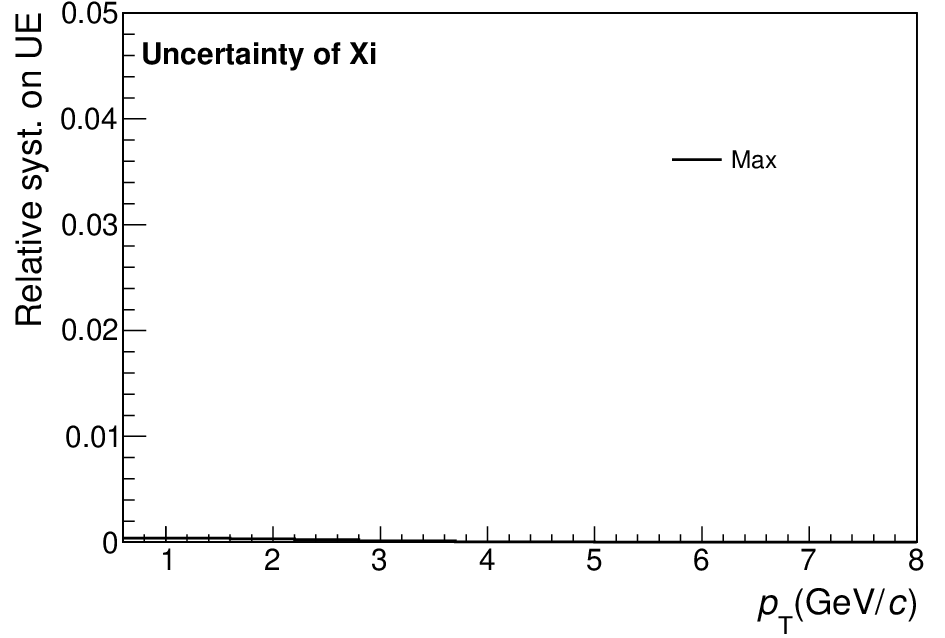 Relative syst. on UE
0.05
0.04
0.03
0.02
0.01
0
Uncertainty of Xi
Max
1 2 3 4 5 6 7 8
pT(GeV/c)